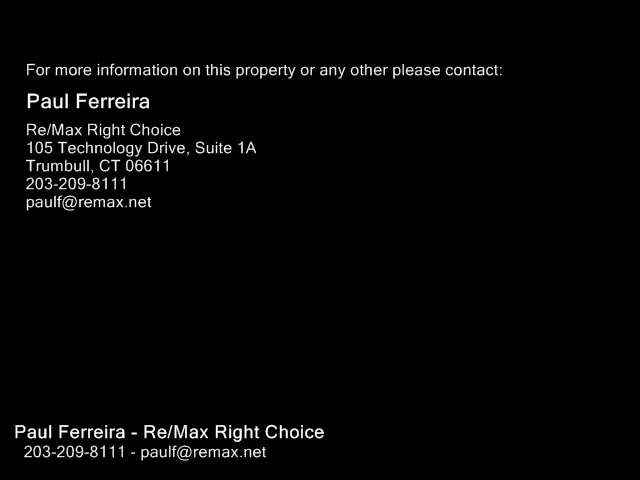 For more information on this property or any other please contact:
Paul Ferreira
Re/Max Right Choice
105 Technology Drive, Suite 1A
Trumbull, CT 06611
203-209-8111
paulf@remax.net
Paul Ferreira - Re/Max Right Choice
203-209-8111 - paulf@remax.net